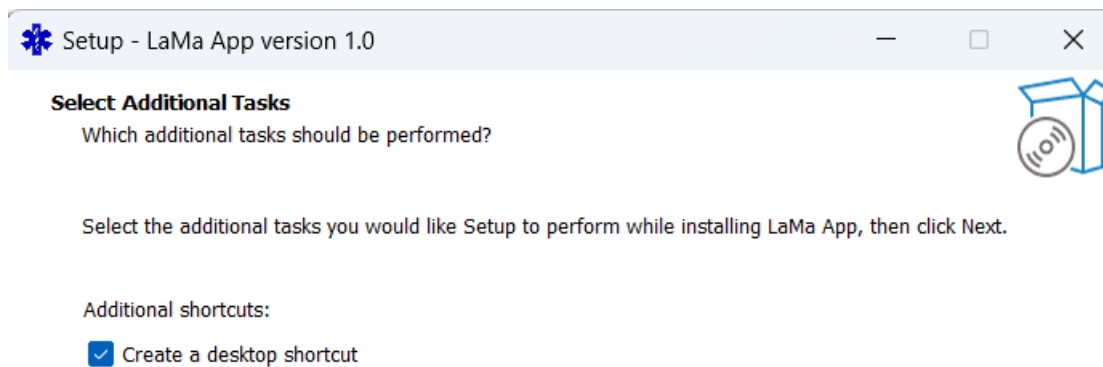 Setup - LaMa App version 1.0
Select Additional Tasks
Which additional tasks should be performed?
Select the additional tasks you would like Setup to perform while installing LaMa App, then click Next.
Additional shortcuts:
Create a desktop shortcut